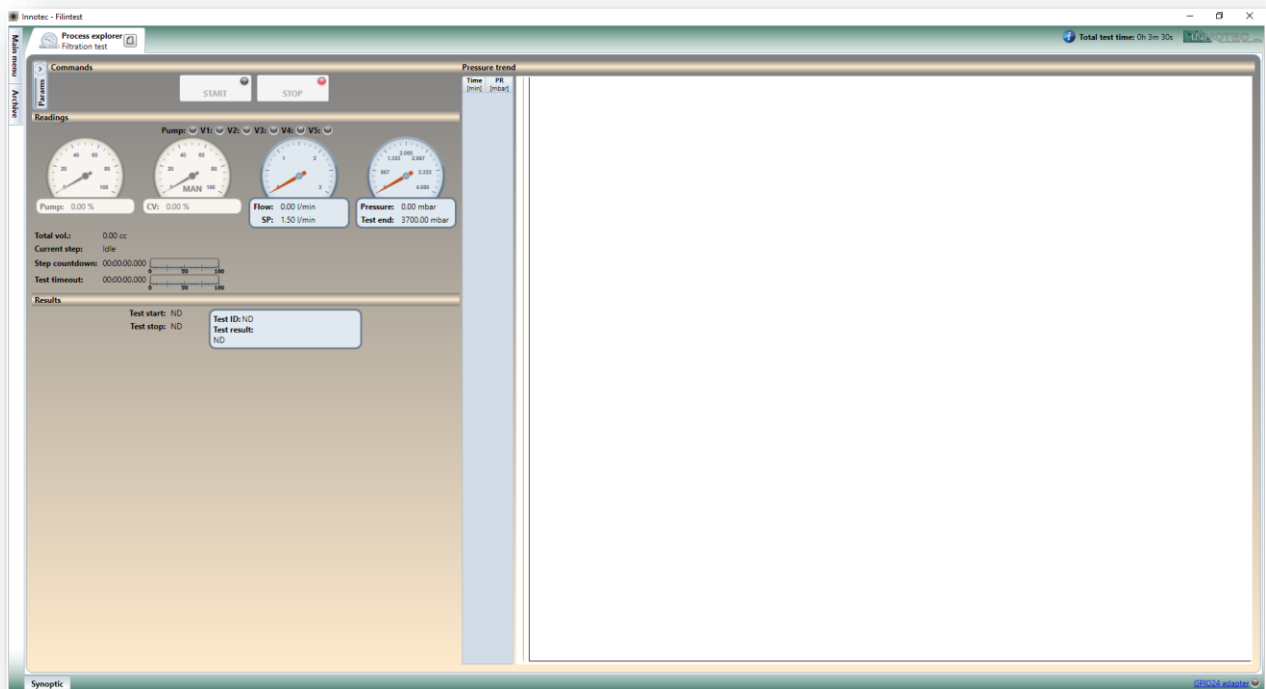 Innotec - Filintest
Main menu
Archive
Process explorer
Filtration test
Total test time: 0h 3m 30s
INNOTEC
Commands
Params
START
STOP
Readings
Pump: V1: V2: V3: V4: V5:
0 20 40 60 80 100
0 20 40 60 80 100
MAN
0 1 2 3
667 1.333 2.000 2.667 3.333 4.000
Pump: 0.00 %
CV: 0.00 %
Flow: 0.00 l/min
SP: 1.50 l/min
Pressure: 0.00 mbar
Test end: 3700.00 mbar
Total vol.: 0.00 cc
Current step: Idle
Step countdown: 00:00:00.000
0 50 100
Test timeout: 00:00:00.000
0 50 100
Results
Test start: ND
Test stop: ND
Test ID: ND
Test result:
ND
Pressure trend
Time PR
[min] [mbar]
Synoptic
GPIO24 adapter